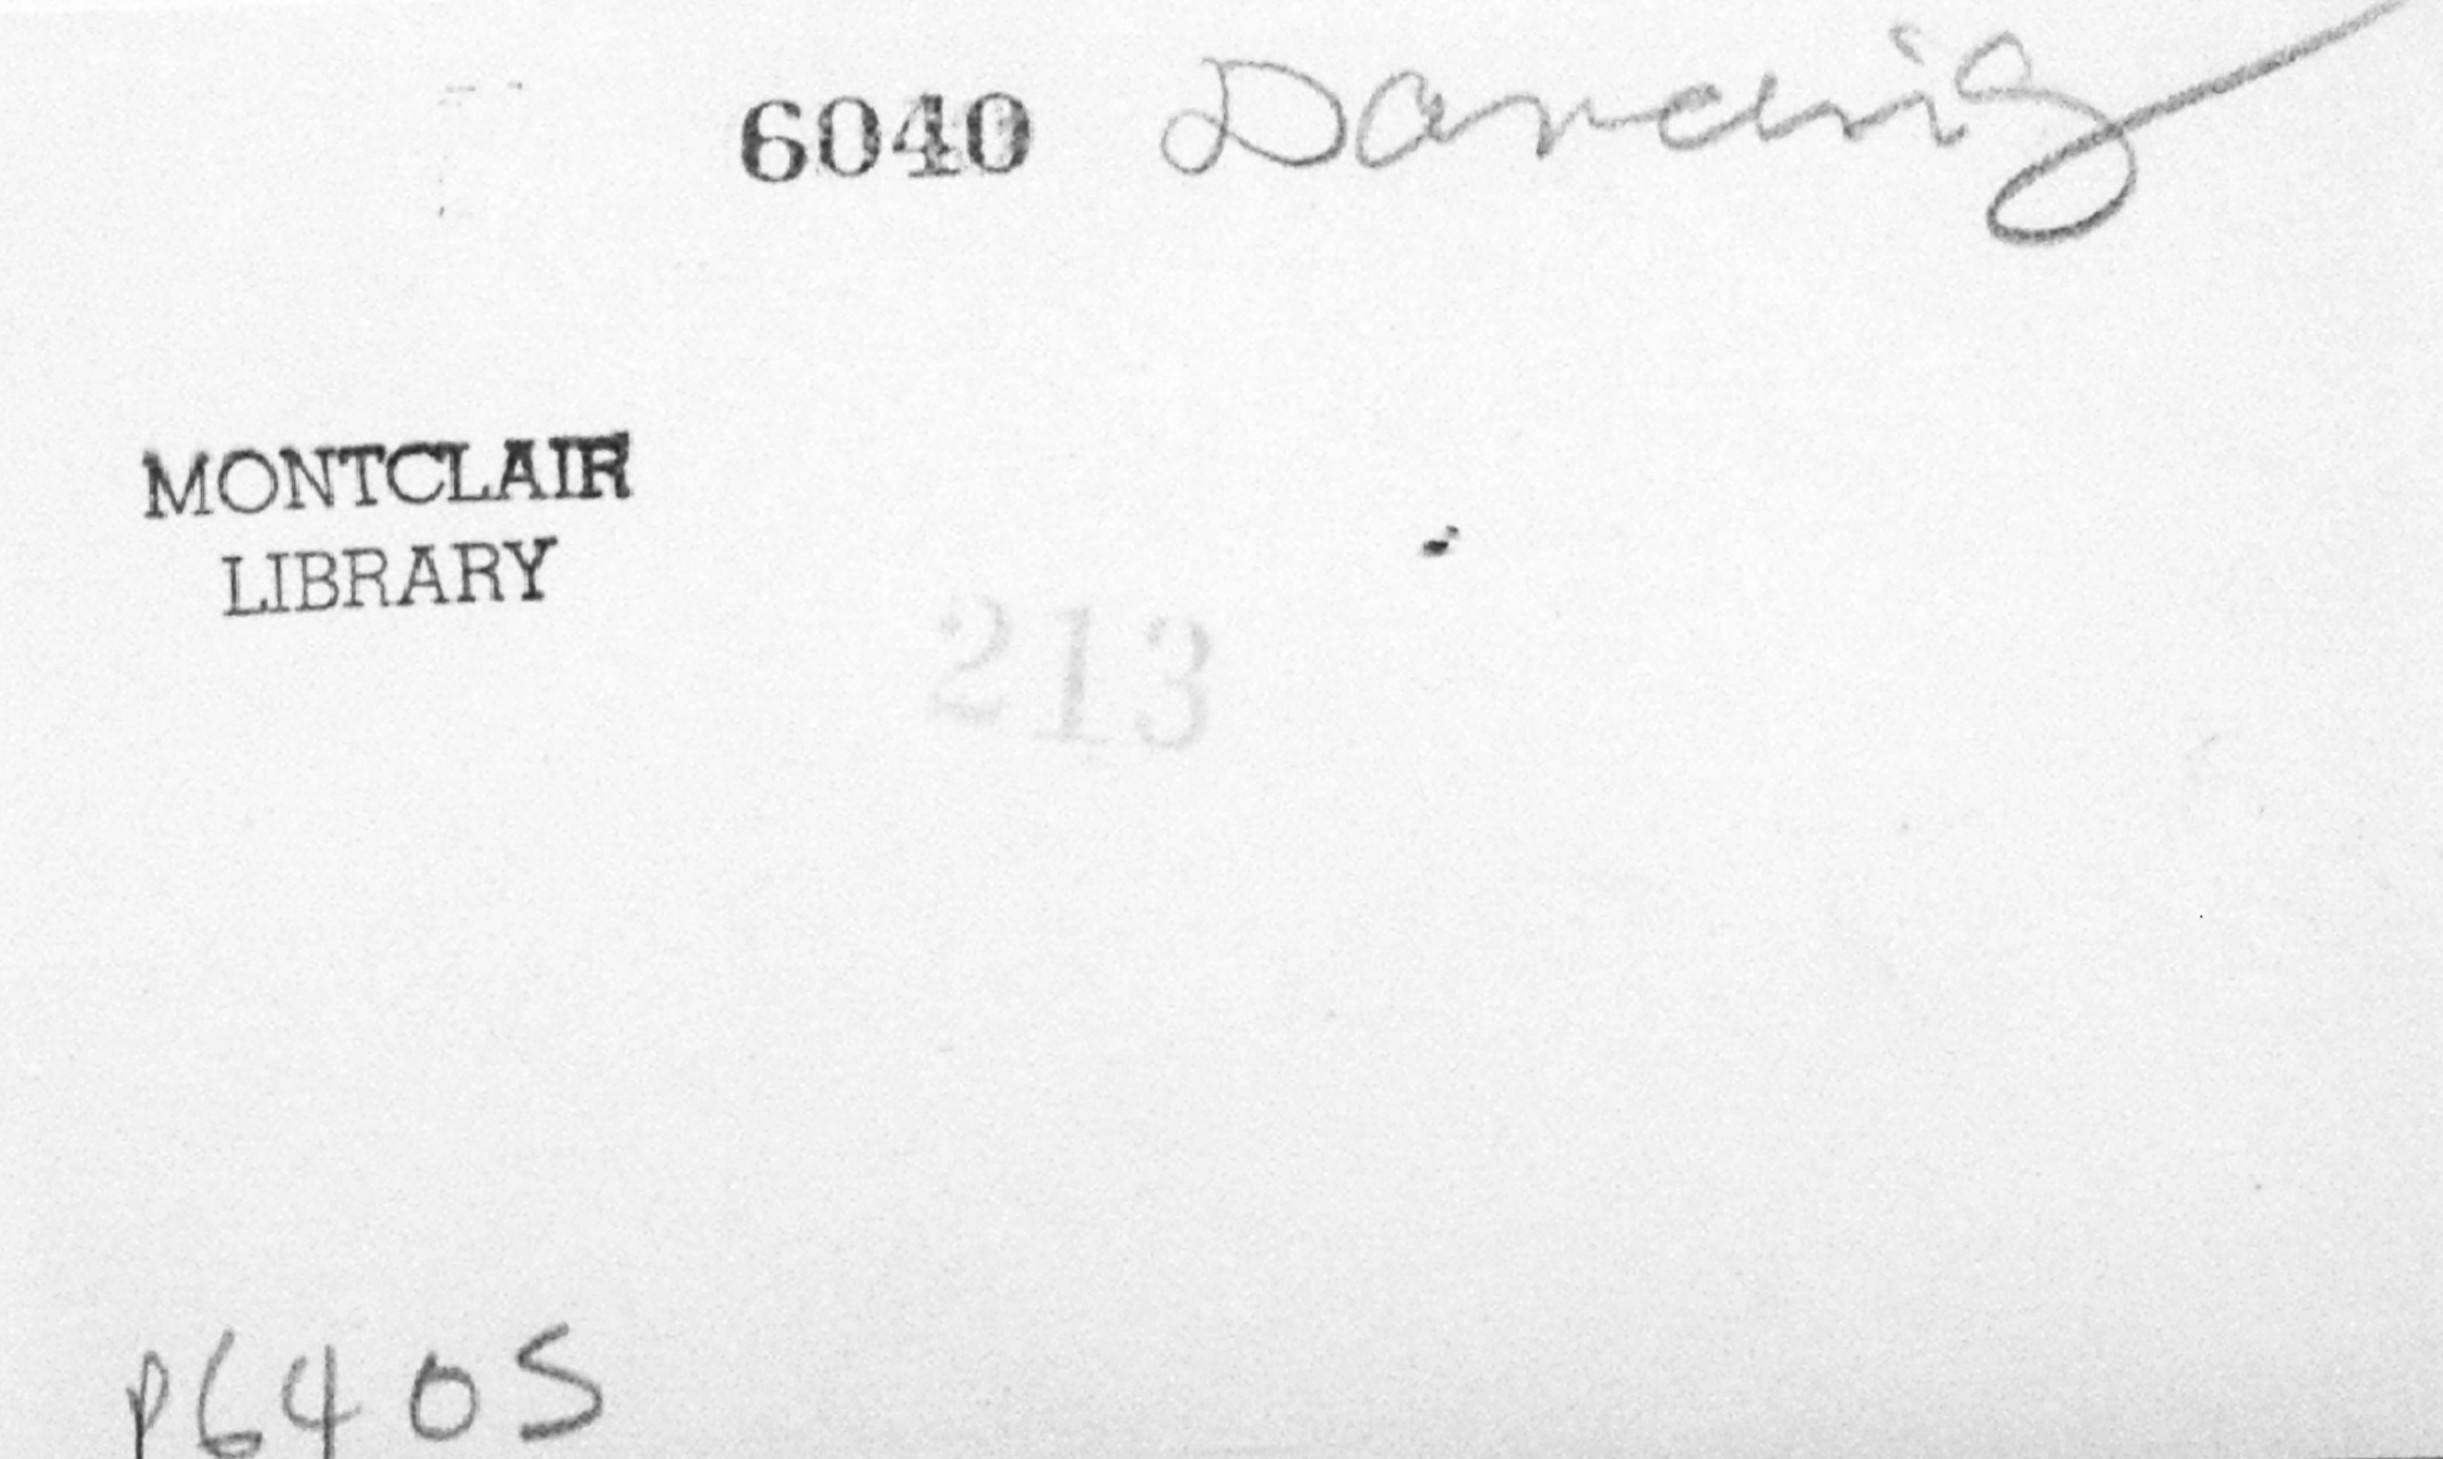 6040 Dancing
MONTCLAIR
LIBRARY
213
P6405